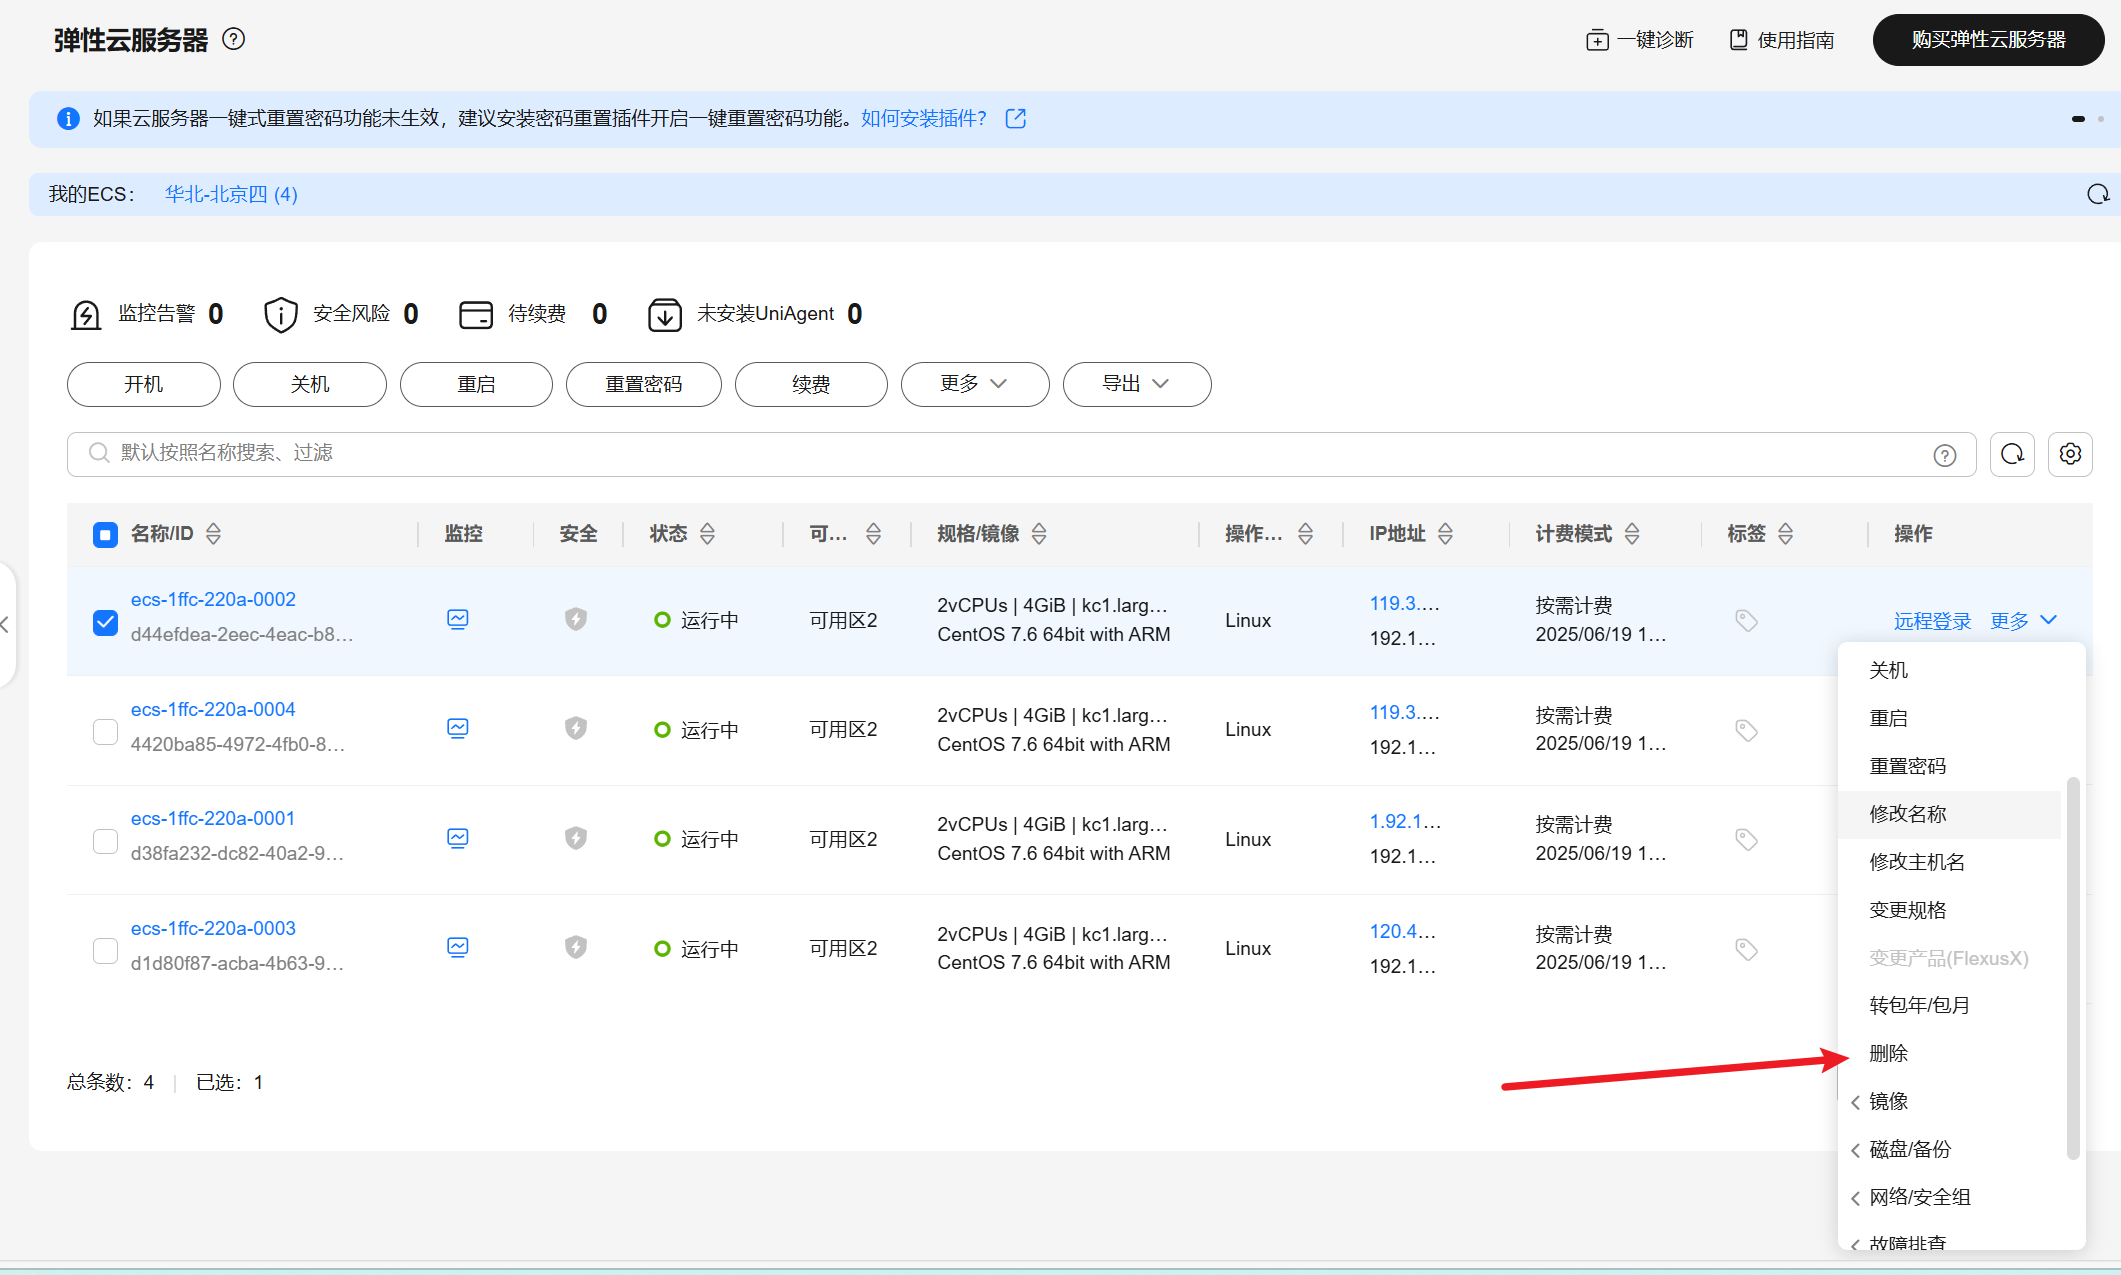 弹性云服务器
一键诊断
使用指南
购买弹性云服务器
如果云服务器一键式重置密码功能未生效，建议安装密码重置插件开启一键重置密码功能。如何安装插件?
我的ECS： 华北-北京四 (4)
监控告警 0 安全风险 0 待续费 0 未安装UniAgent 0
开机 关机 重启 重置密码 续费 更多 导出
默认按照名称搜索、过滤
名称/ID 监控 安全 状态 可... 规格/镜像 操作... IP地址 计费模式 标签 操作
ecs-1ffc-220a-0002
d44efdea-2eec-4eac-b8...
运行中
可用区2
2vCPUs | 4GiB | kc1.larg...
CentOS 7.6 64bit with ARM
Linux
119.3....
192.1...
按需计费
2025/06/19 1...
远程登录 更多
ecs-1ffc-220a-0004
4420ba85-4972-4fb0-8...
运行中
可用区2
2vCPUs | 4GiB | kc1.larg...
CentOS 7.6 64bit with ARM
Linux
119.3....
192.1...
按需计费
2025/06/19 1...
ecs-1ffc-220a-0001
d38fa232-dc82-40a2-9...
运行中
可用区2
2vCPUs | 4GiB | kc1.larg...
CentOS 7.6 64bit with ARM
Linux
1.92.1...
192.1...
按需计费
2025/06/19 1...
ecs-1ffc-220a-0003
d1d80f87-acba-4b63-9...
运行中
可用区2
2vCPUs | 4GiB | kc1.larg...
CentOS 7.6 64bit with ARM
Linux
120.4...
192.1...
按需计费
2025/06/19 1...
关机
重启
重置密码
修改名称
修改主机名
变更规格
变更产品(FlexusX)
转包年/包月
删除
镜像
磁盘/备份
网络/安全组
故障排查
总条数：4 已选：1